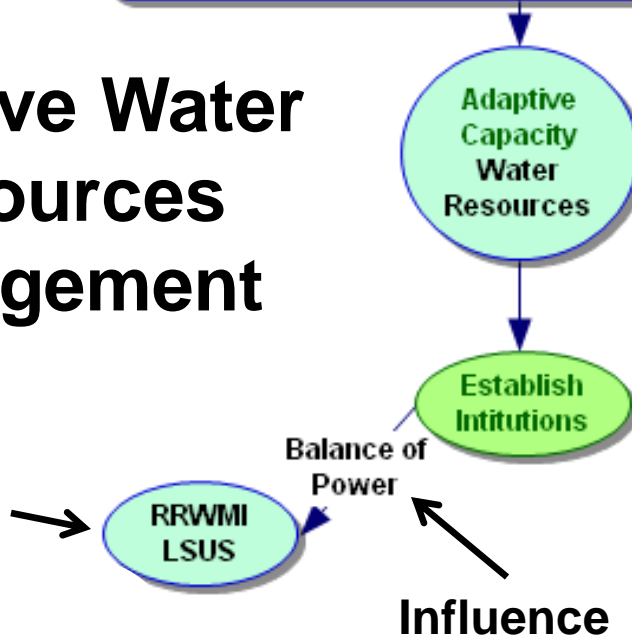 ve Water
ources
gement
Adaptive
Capacity
Water
Resources
Establish
Intitutions
Balance of
Power
RRWMI
LSUS
Influence